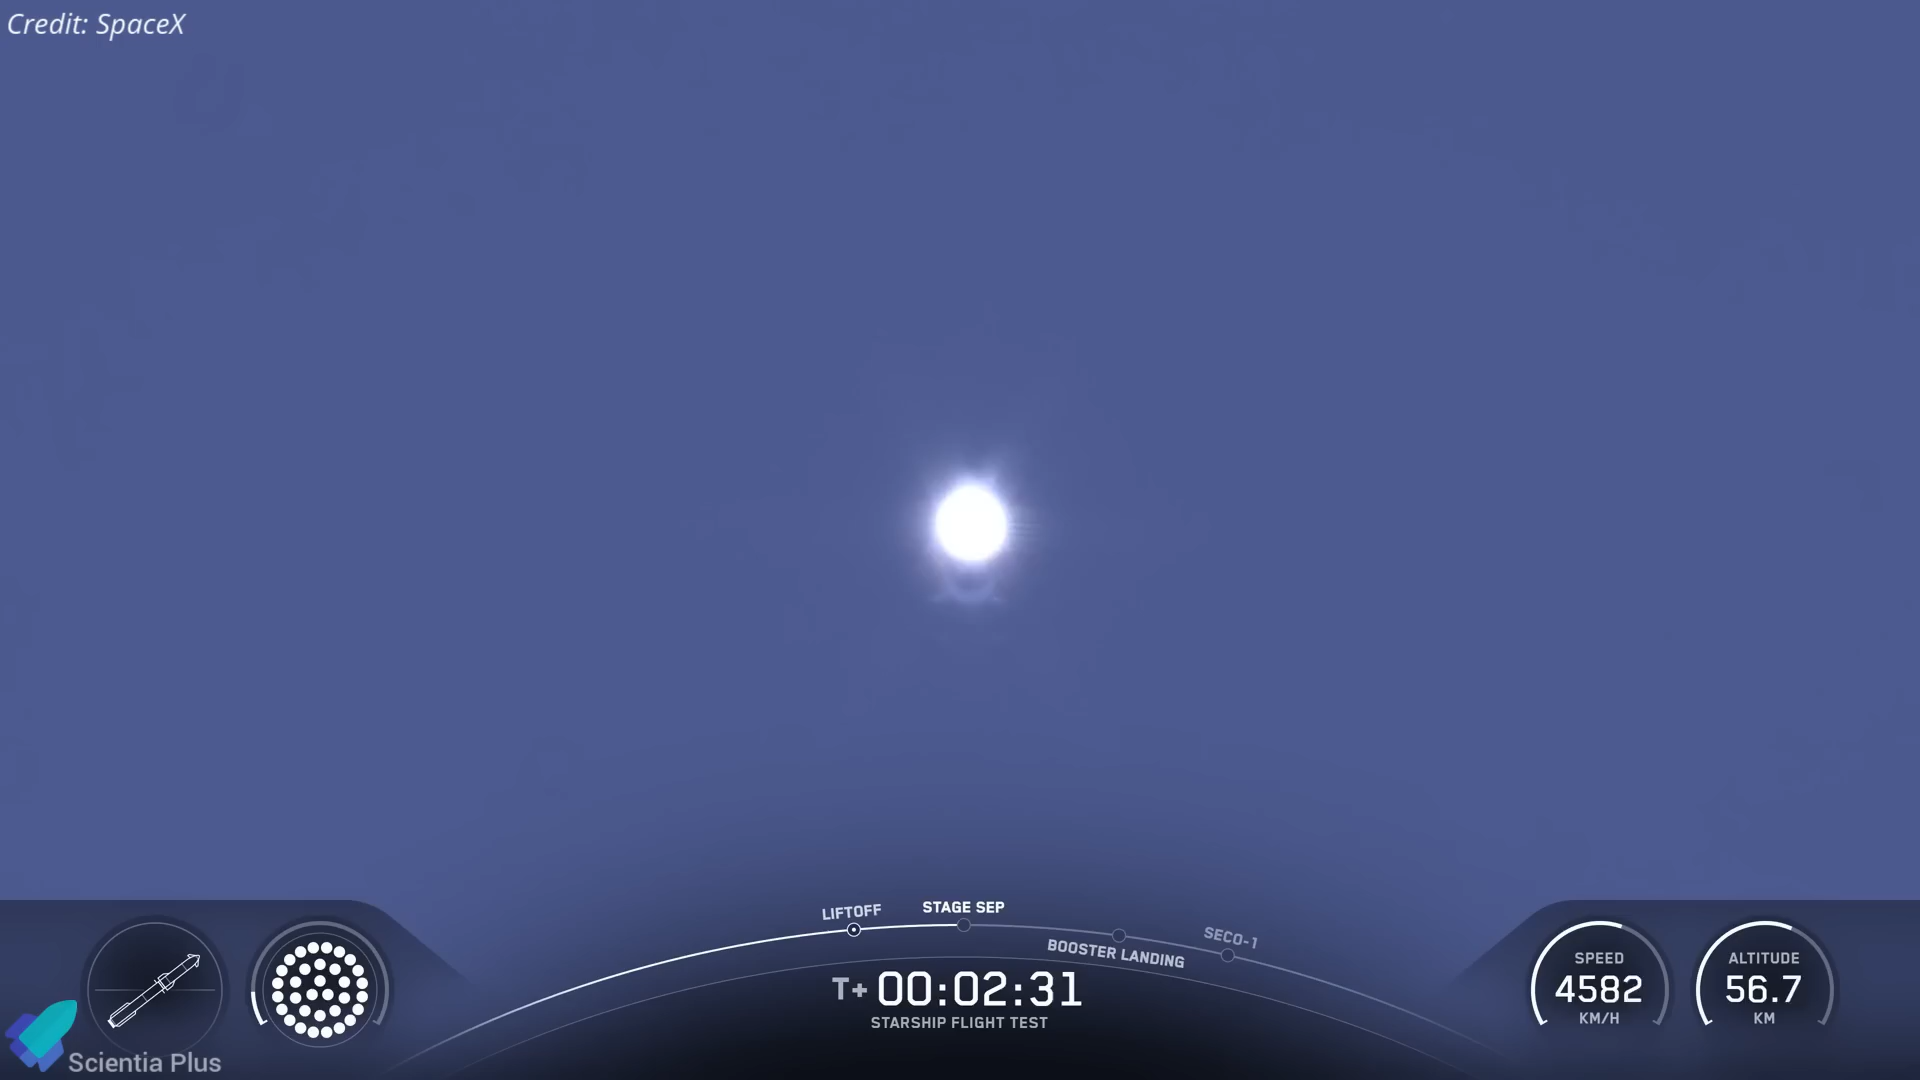 Credit: SpaceX
LIFTOFF
STAGE SEP
BOOSTER LANDING
SECO-1
T+ 00:02:31
STARSHIP FLIGHT TEST
SPEED
4582
KM/H
ALTITUDE
56.7
KM
Scientia Plus